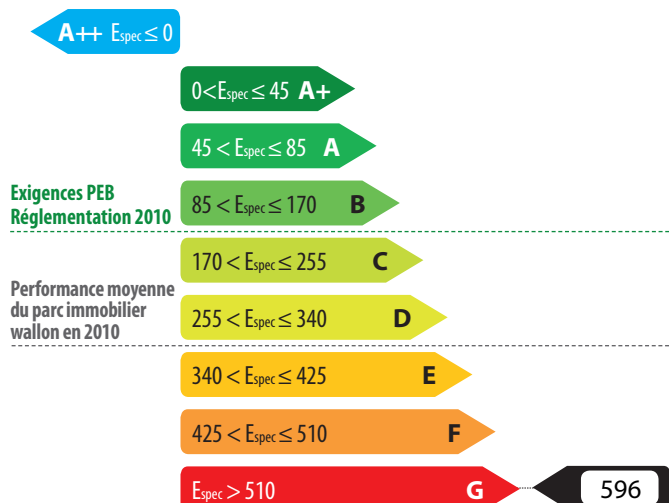 A++ Espec ≤ 0
0<Espec ≤ 45 A+
45 < Espec ≤ 85 A
Exigences PEB
Réglementation 2010
85 < Espec ≤ 170 B
170 < Espec ≤ 255 C
Performance moyenne
du parc immobilier
wallon en 2010
255 < Espec ≤ 340 D
340 < Espec ≤ 425 E
425 < Espec ≤ 510 F
Espec > 510 G
596